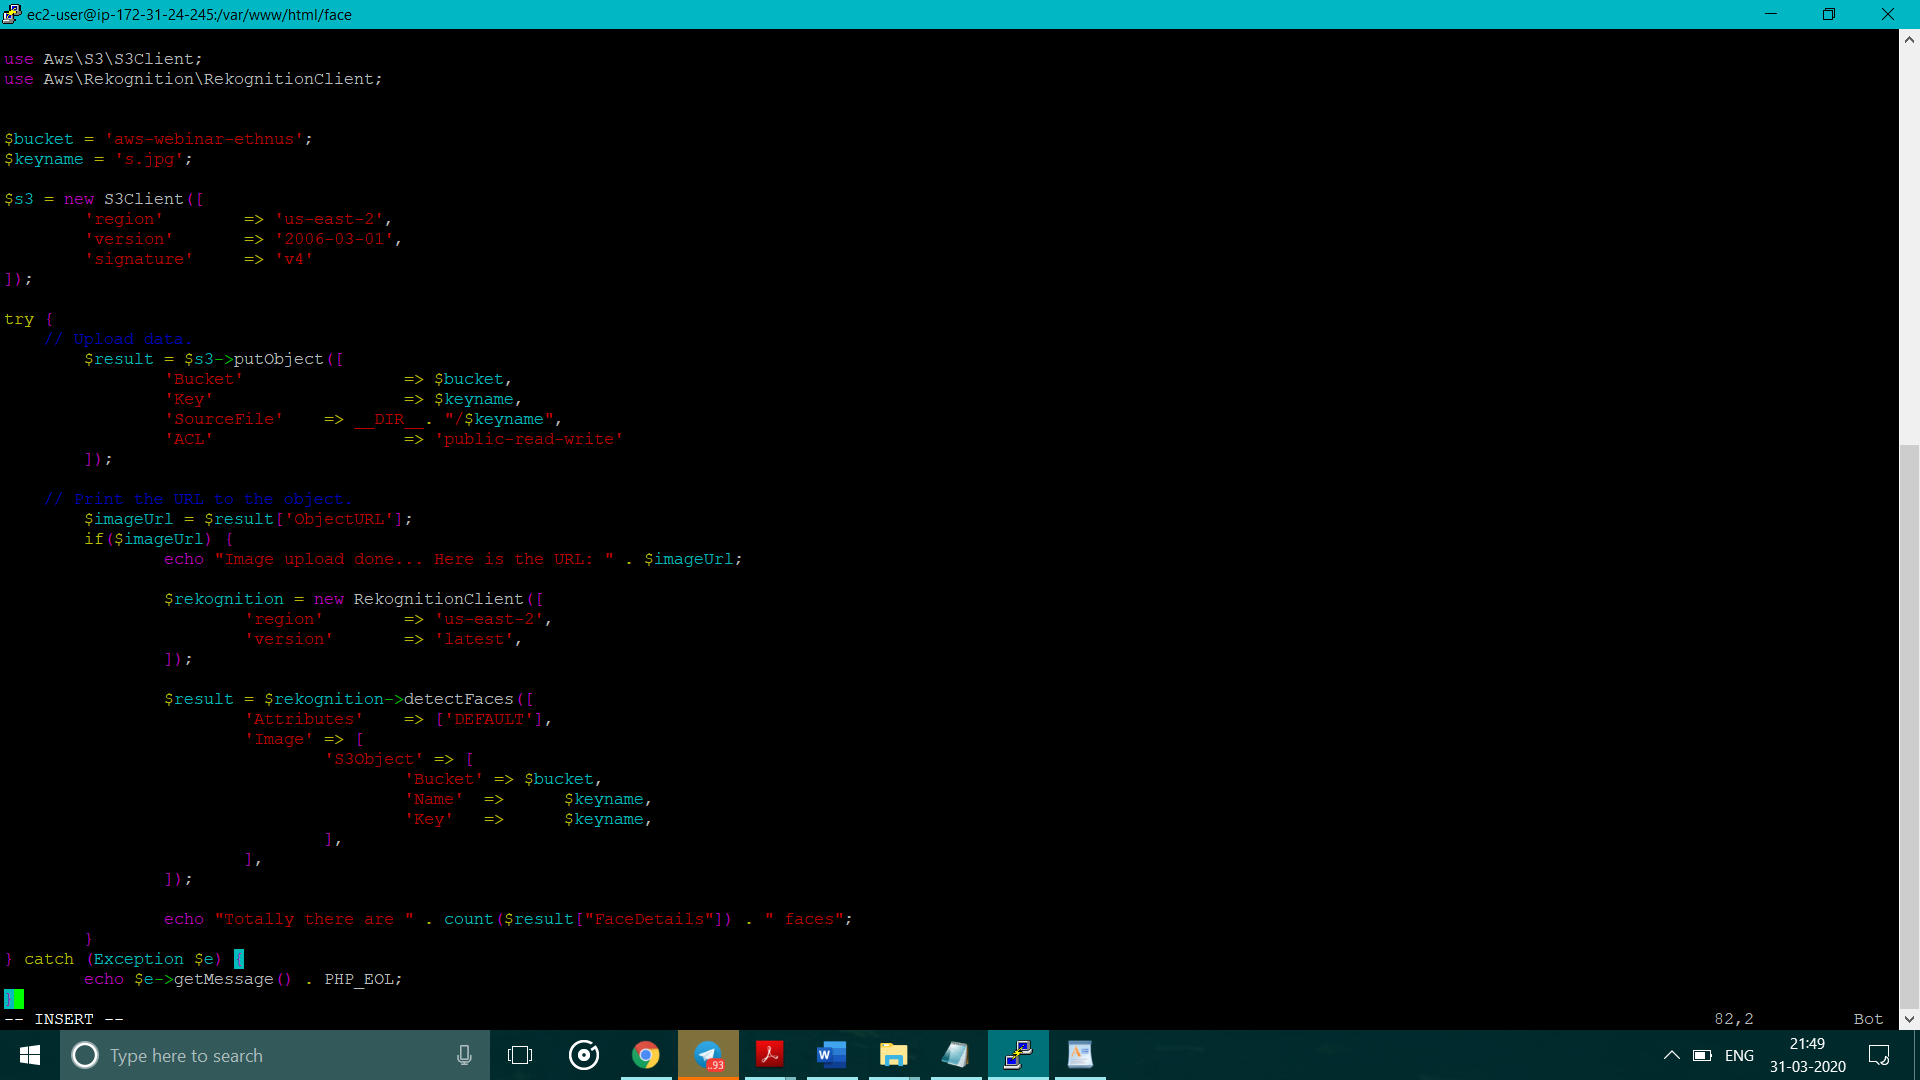 ec2-user@ip-172-31-24-245:/var/www/html/face
use Aws\S3\S3Client;
use Aws\Rekognition\RekognitionClient;
$bucket = 'aws-webinar-ethnus';
$keyname = 's.jpg';
$s3 = new S3Client([
        'region'        => 'us-east-2',
        'version'       => '2006-03-01',
        'signature'     => 'v4'
]);
try {
    // Upload data.
        $result = $s3->putObject([
                'Bucket'                => $bucket,
                'Key'                   => $keyname,
                'SourceFile'    => __DIR__. "/$keyname",
                'ACL'                   => 'public-read-write'
        ]);
    // Print the URL to the object.
        $imageUrl = $result['ObjectURL'];
        if($imageUrl) {
                echo "Image upload done... Here is the URL: " . $imageUrl;
                $rekognition = new RekognitionClient([
                        'region'        => 'us-east-2',
                        'version'       => 'latest',
                ]);
                $result = $rekognition->detectFaces([
                        'Attributes'    => ['DEFAULT'],
                        'Image' => [
                                'S3Object' => [
                                        'Bucket' => $bucket,
                                        'Name'  =>      $keyname,
                                        'Key'   =>      $keyname,
                                ],
                        ],
                ]);
                echo "Totally there are " . count($result["FaceDetails"]) . " faces";
        }
} catch (Exception $e) {
        echo $e->getMessage() . PHP_EOL;
}
-- INSERT -- 82,2 Bot
Type here to search
..93
ENG
21:49
31-03-2020